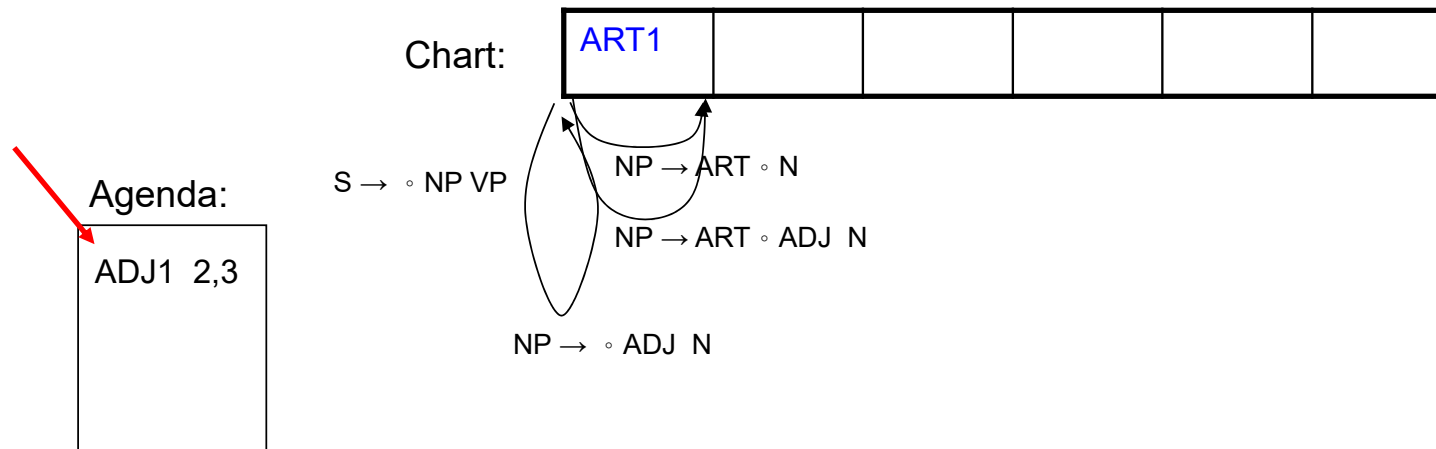 Chart:
ART1
NP → ART ◦ N
S → ◦ NP VP
Agenda:
NP → ART ◦ ADJ N
ADJ1 2,3
NP → ◦ ADJ N